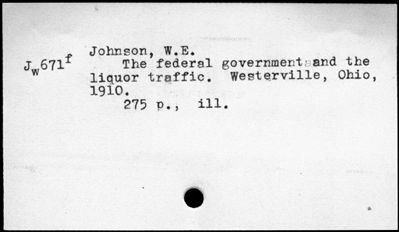 Johnson, W.E.
Jw671f The federal government and the
liquor traffic. Westerville, Ohio,
1910.
275 p., ill.